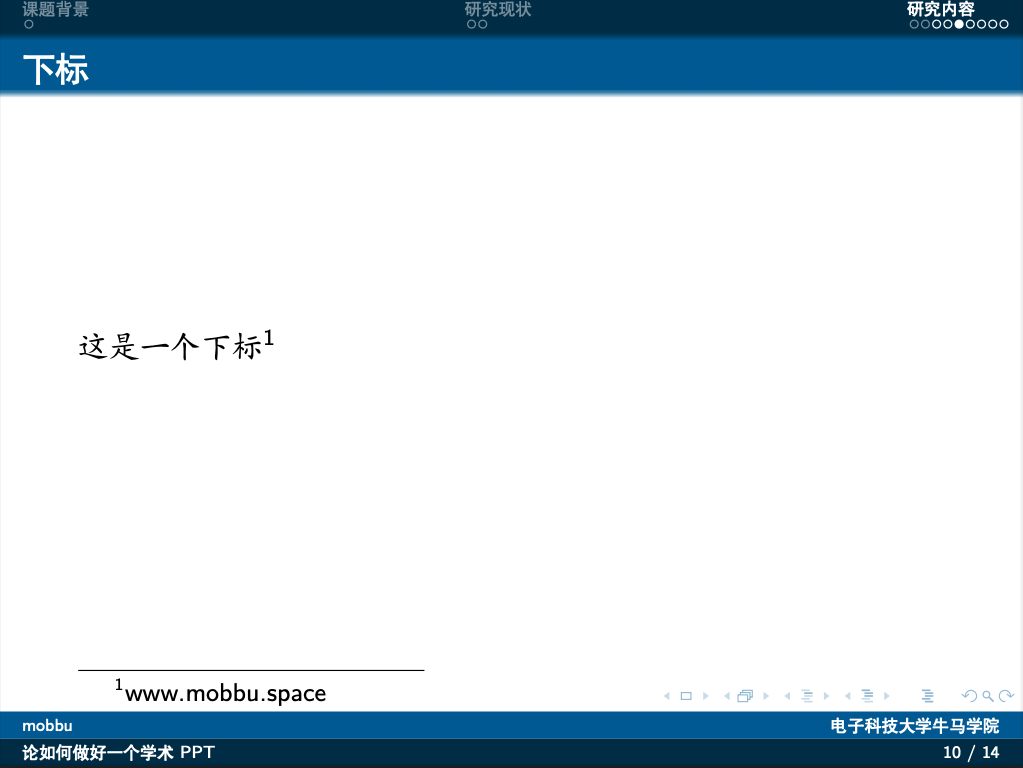 课题背景 研究现状 研究内容
下标
这是一个下标1
1www.mobbu.space
mobbu 电子科技大学牛马学院
论如何做好一个学术 PPT 10 / 14